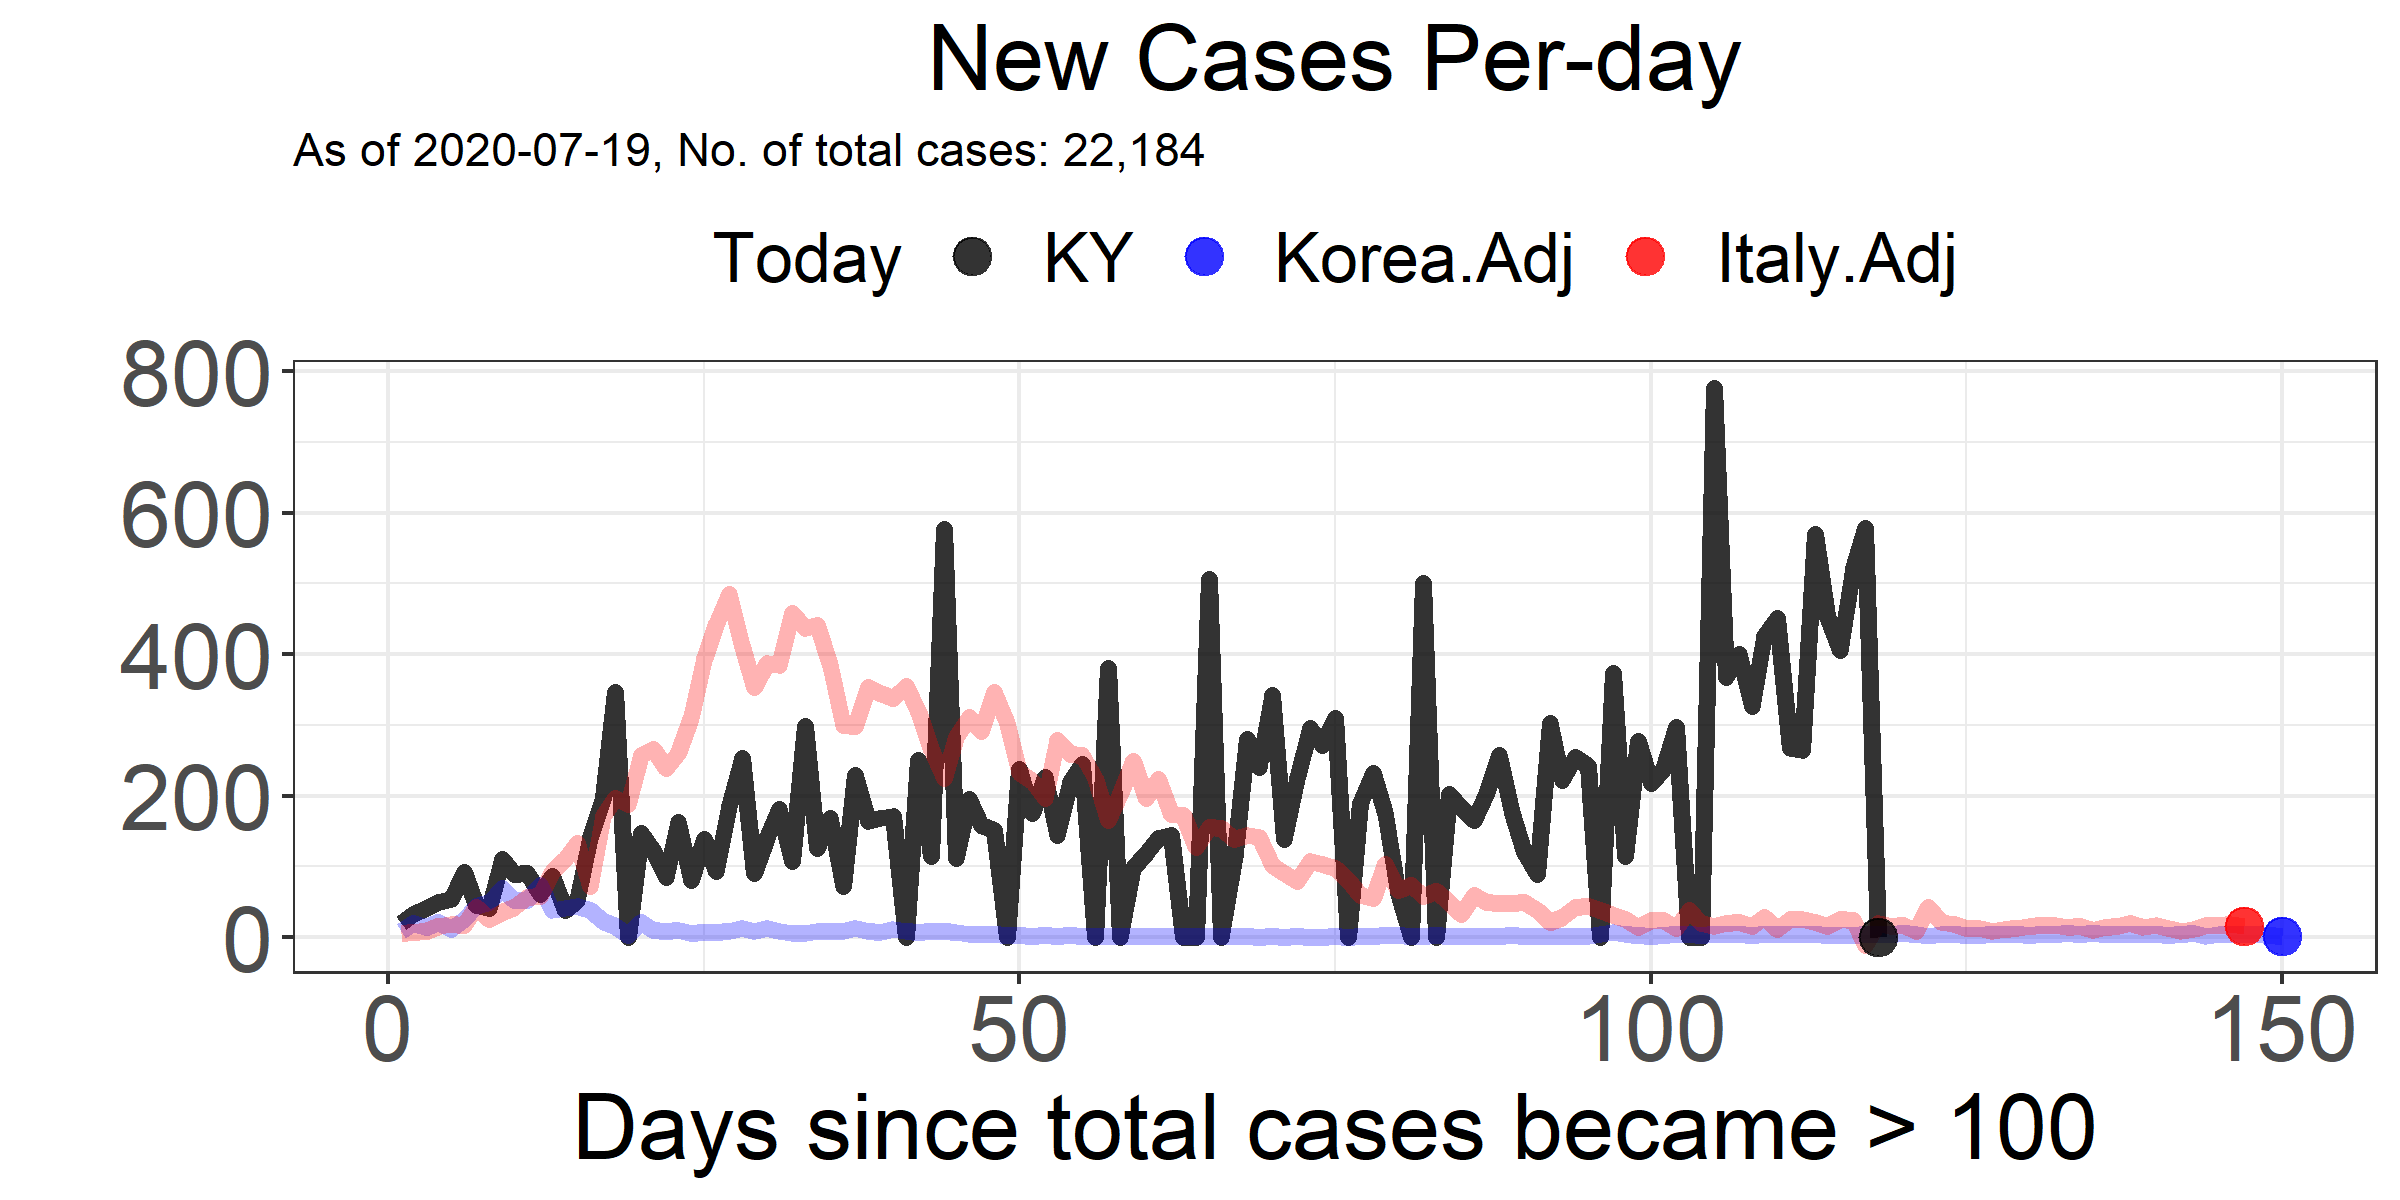 New Cases Per-day
As of 2020-07-19, No. of total cases: 22,184
Today KY Korea.Adj Italy.Adj
800
600
400
200
0
0 50 100 150
Days since total cases became > 100